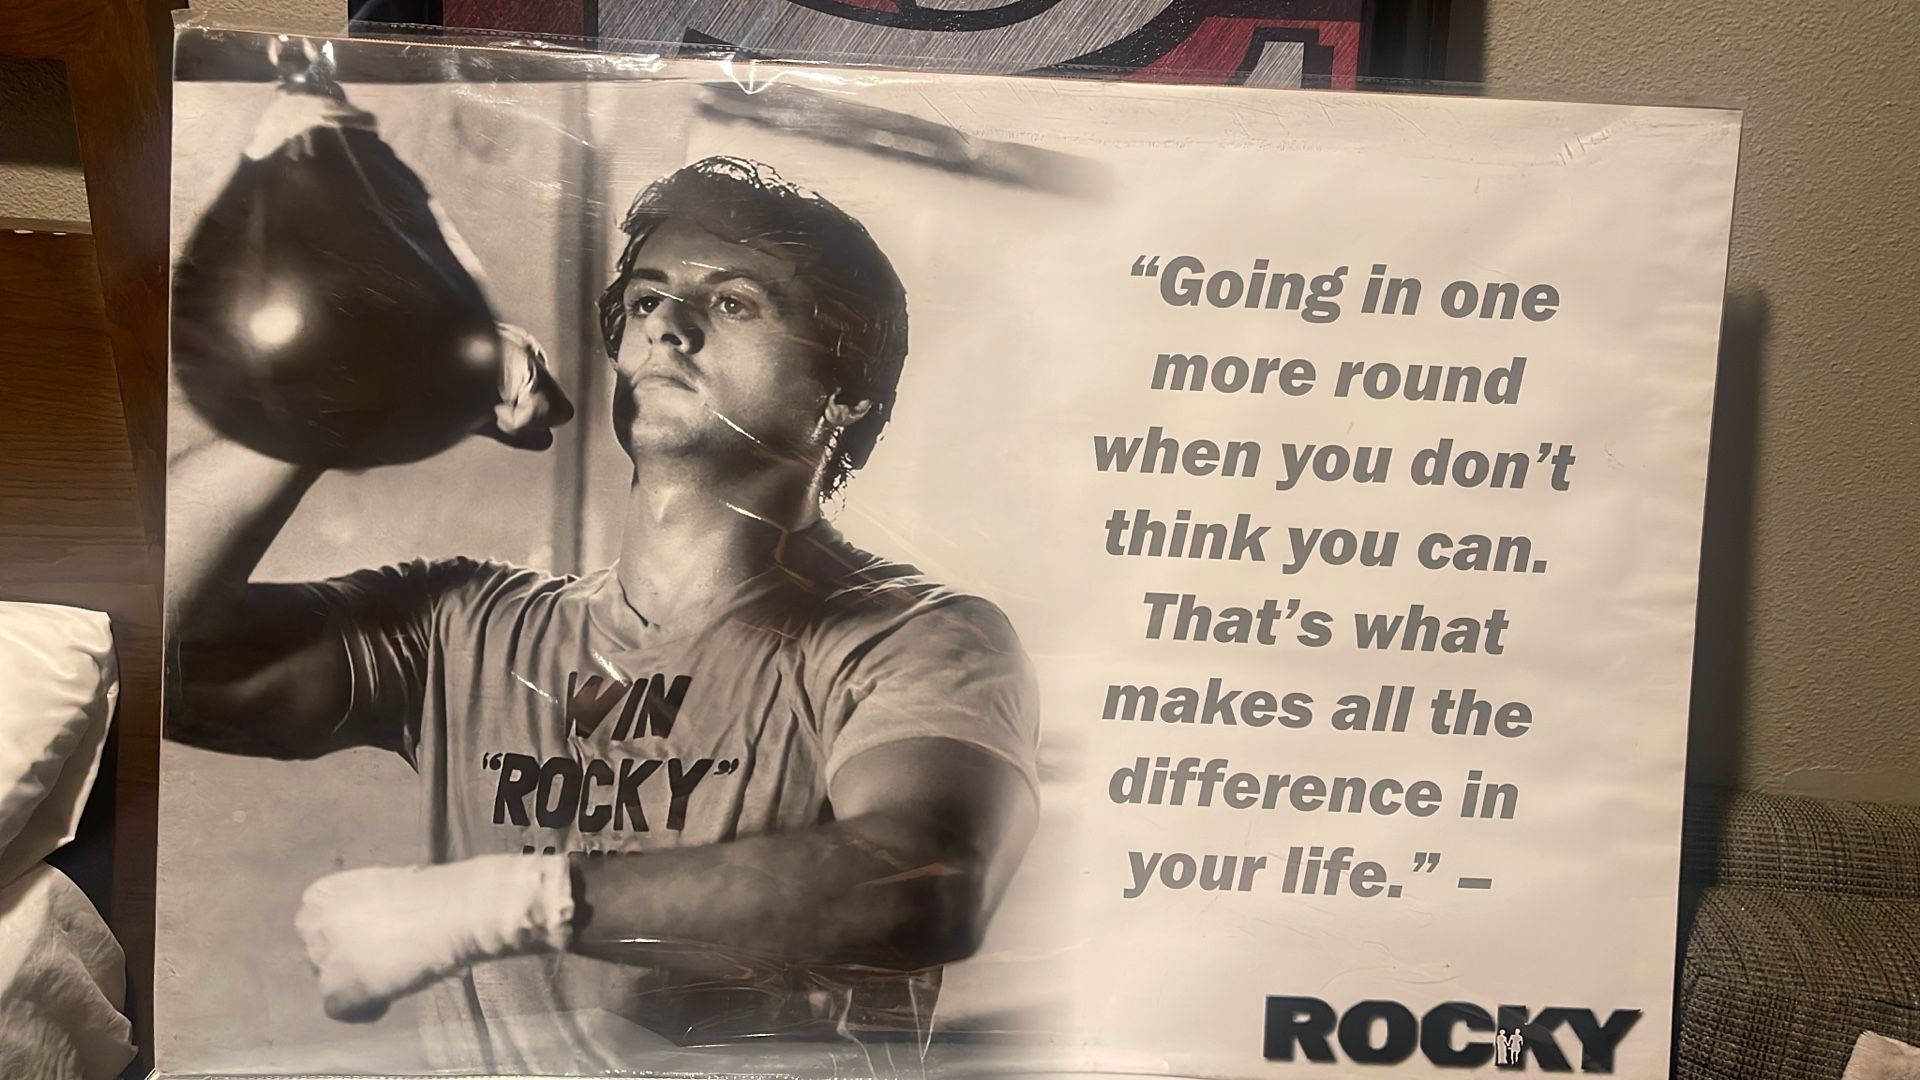 WIN
“ROCKY”
“Going in one
more round
when you don’t
think you can.
That’s what
makes all the
difference in
your life.” –
ROCKY